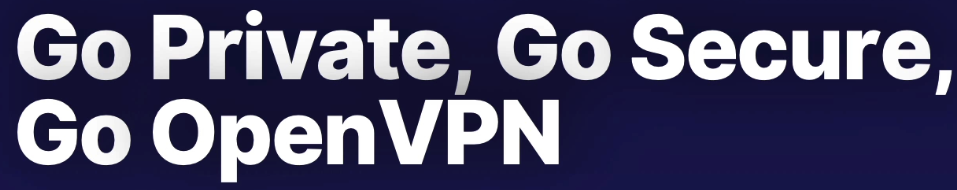 Go Private, Go Secure,
Go OpenVPN